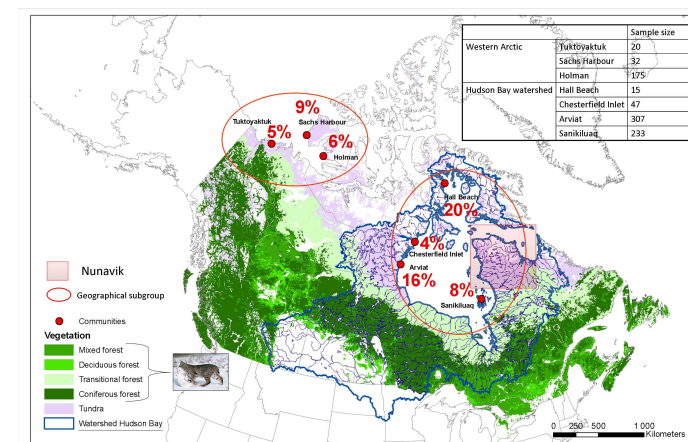 Sample size
Western Arctic Tuktoyaktuk 20
Sachs Harbour 32
Holman 175
Hudson Bay watershed Hall Beach 15
Chesterfield Inlet 47
Arviat 307
Sanikiluaq 233
9%
Tuktoyaktuk
Sachs Harbour
5%
6%
Holman
Hall Beach
20%
4%
Chesterfield Inlet
Arviat
16%
8%
Sanikiluaq
Nunavik
Geographical subgroup
Communities
Vegetation
Mixed forest
Deciduous forest
Transitional forest
Coniferous forest
Tundra
Watershed Hudson Bay
0 250 500 1 000
Kilometers